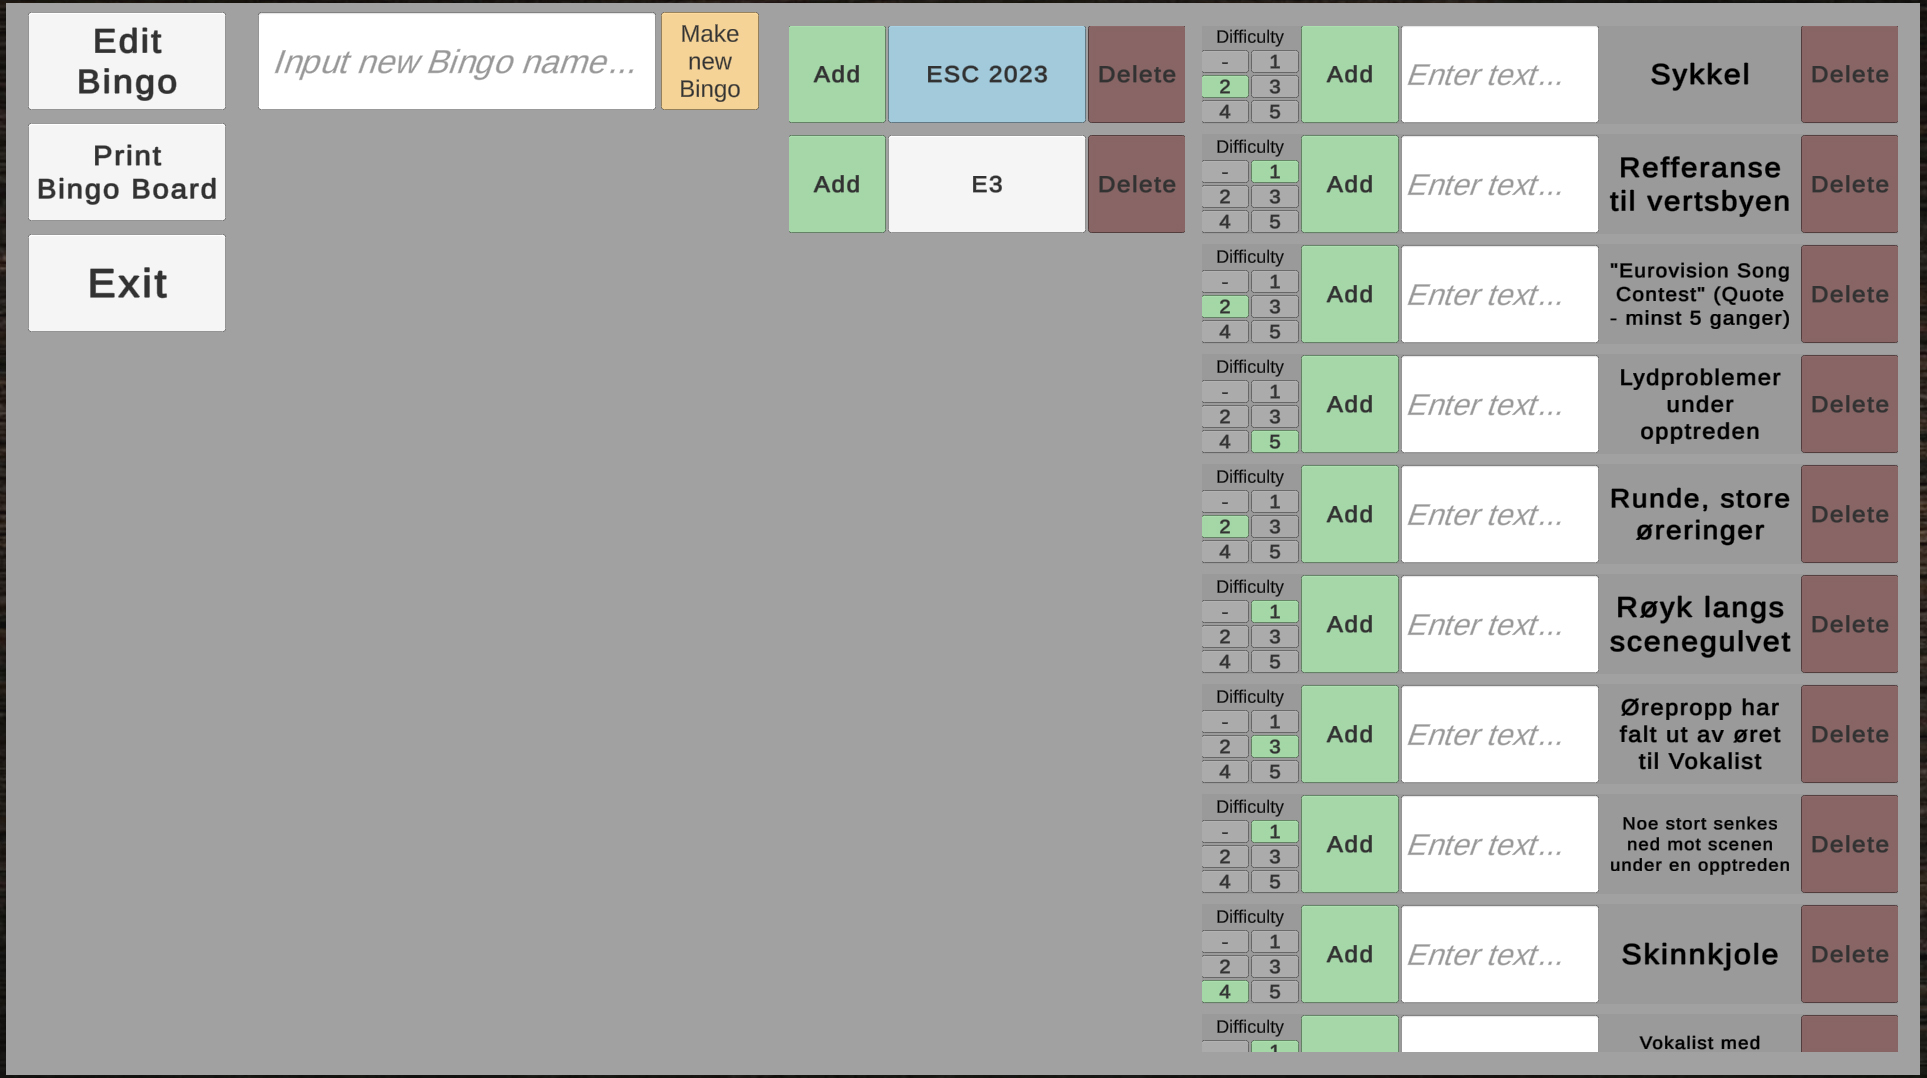 Edit
Bingo
Print
Bingo Board
Exit
Input new Bingo name...
Make
new
Bingo
Add
ESC 2023
Delete
Add
E3
Delete
Difficulty
- 1
2 3
4 5
Add
Enter text...
Sykkel
Delete
Difficulty
- 1
2 3
4 5
Add
Enter text...
Refferanse
til vertsbyen
Delete
Difficulty
- 1
2 3
4 5
Add
Enter text...
"Eurovision Song
Contest" (Quote
- minst 5 ganger)
Delete
Difficulty
- 1
2 3
4 5
Add
Enter text...
Lydproblemer
under
opptreden
Delete
Difficulty
- 1
2 3
4 5
Add
Enter text...
Runde, store
øreringer
Delete
Difficulty
- 1
2 3
4 5
Add
Enter text...
Røyk langs
scenegulvet
Delete
Difficulty
- 1
2 3
4 5
Add
Enter text...
Ørepropp har
falt ut av øret
til Vokalist
Delete
Difficulty
- 1
2 3
4 5
Add
Enter text...
Noe stort senkes
ned mot scenen
under en opptreden
Delete
Difficulty
- 1
2 3
4 5
Add
Enter text...
Skinnkjole
Delete
Difficulty
1
Vokalist med